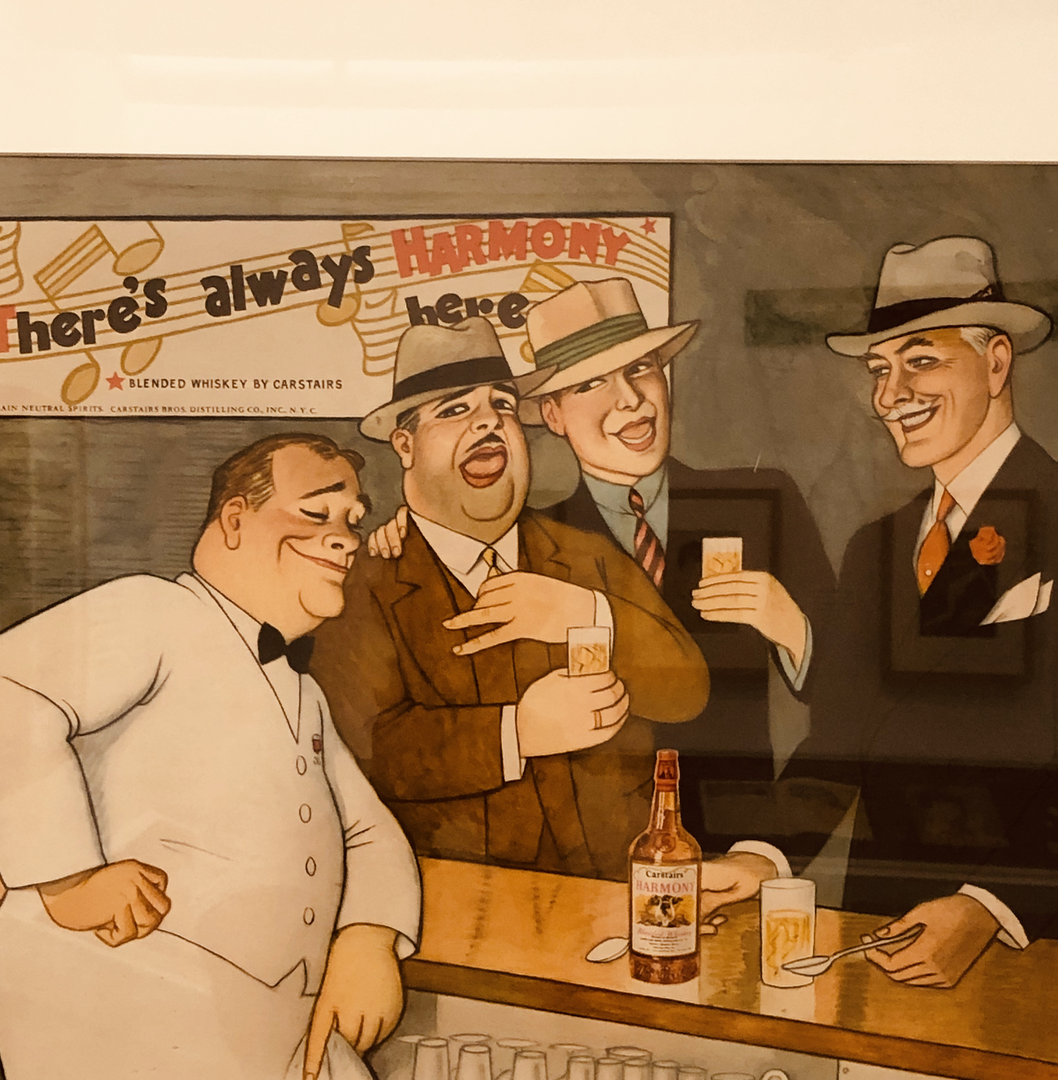 There's always HARMONY
here
BLENDED WHISKEY BY CARSTAIRS
AIN NEUTRAL SPIRITS. CARSTAIRS BROS. DISTILLING CO., INC., N.Y.C.
Carstairs
HARMONY